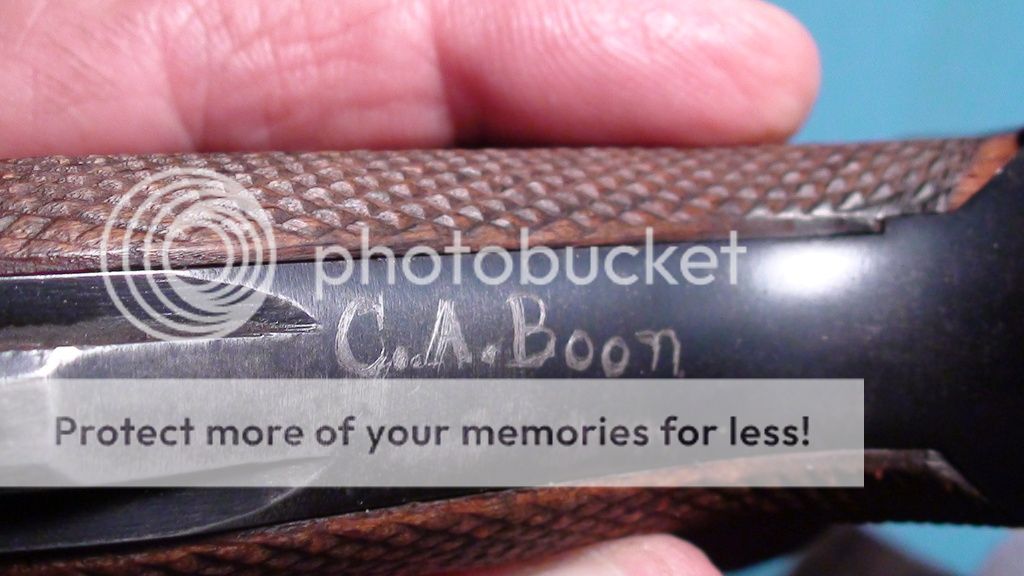 photobucket
C.A.Boon
Protect more of your memories for less!